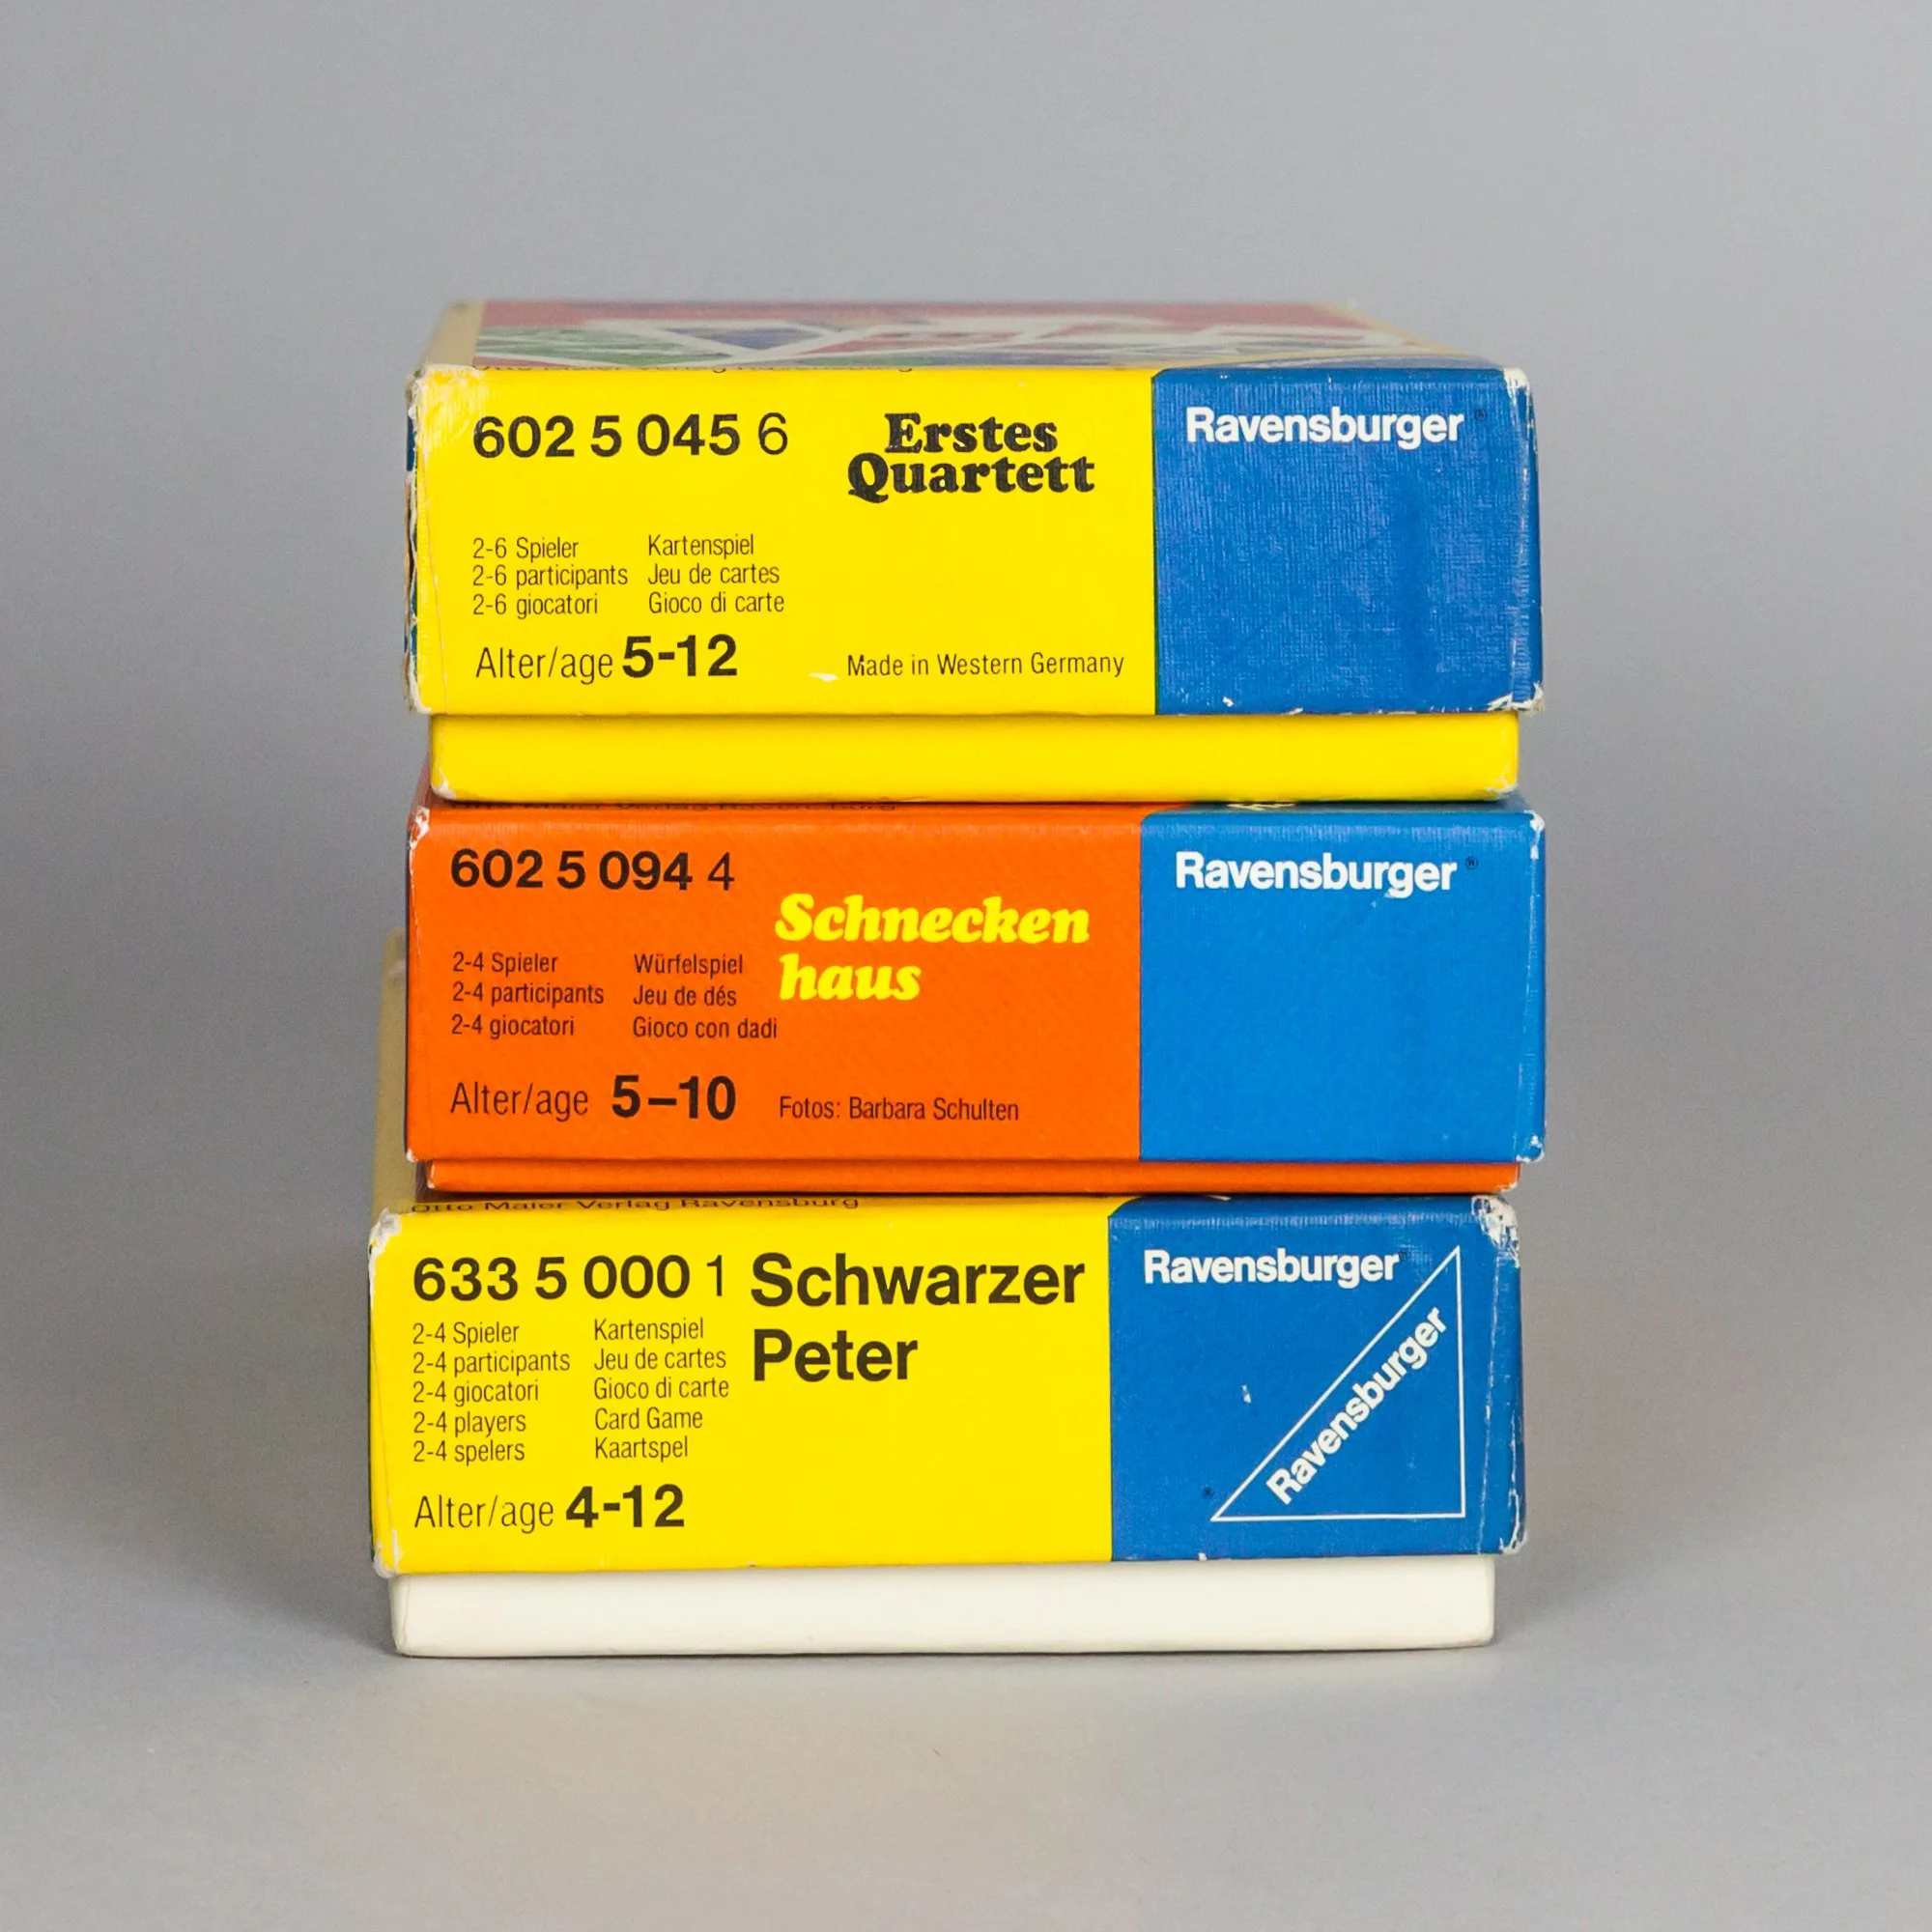 602 5 045 6
Erstes
Quartett
2-6 Spieler Kartenspiel
2-6 participants Jeu de cartes
2-6 giocatori Gioco di carte
Alter/age 5-12
Made in Western Germany
Ravensburger
602 5 094 4
Schnecken
haus
2-4 Spieler Würfelspiel
2-4 participants Jeu de dés
2-4 giocatori Gioco con dadi
Alter/age 5–10
Fotos: Barbara Schulten
Ravensburger®
Otto Maier Verlag Ravensburg
633 5 000 1
Schwarzer
Peter
2-4 Spieler Kartenspiel
2-4 participants Jeu de cartes
2-4 giocatori Gioco di carte
2-4 players Card Game
2-4 spelers Kaartspel
Alter/age 4-12
Ravensburger
Ravensburger